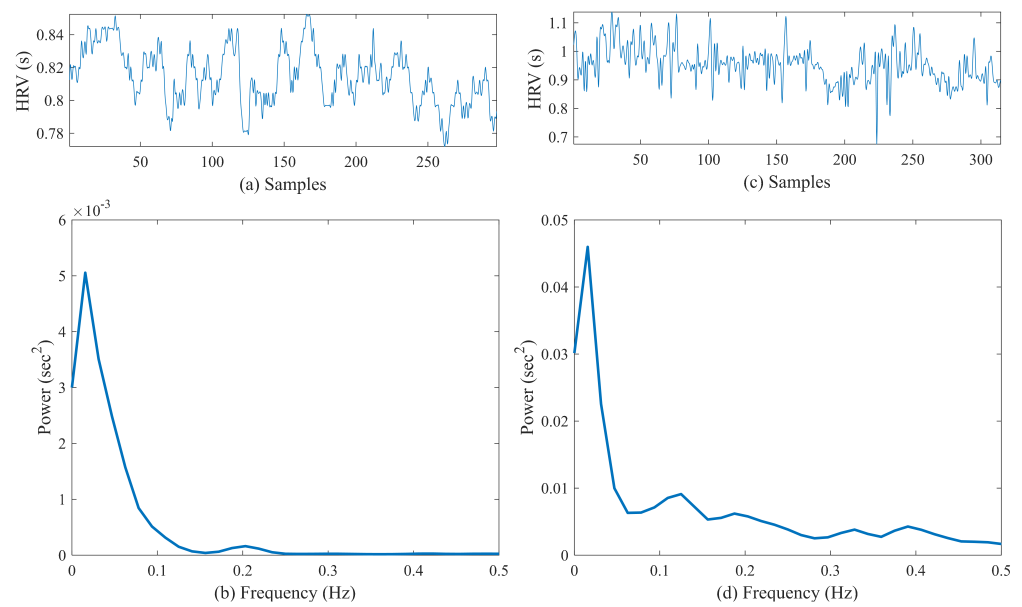 HRV (s)
0.84
0.82
0.8
0.78
50 100 150 200 250
(a) Samples
HRV (s)
1.1
1
0.9
0.8
0.7
50 100 150 200 250 300
(c) Samples
×10⁻³
Power (sec²)
6
5
4
3
2
1
0
0 0.1 0.2 0.3 0.4 0.5
(b) Frequency (Hz)
Power (sec²)
0.05
0.04
0.03
0.02
0.01
0
0 0.1 0.2 0.3 0.4 0.5
(d) Frequency (Hz)